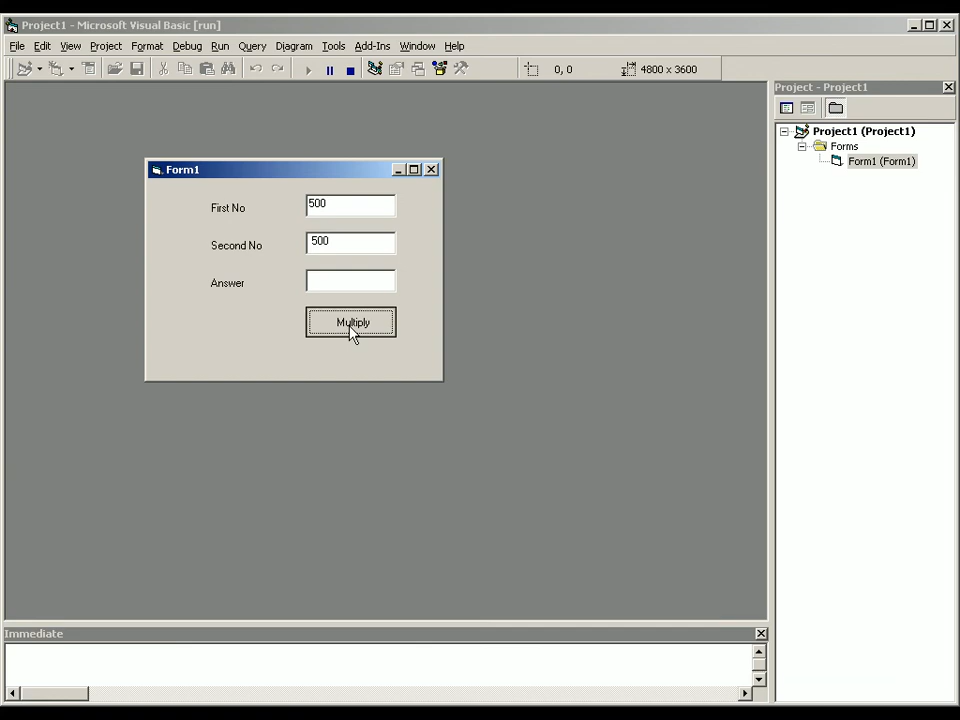 Project1 - Microsoft Visual Basic [run]
File Edit View Project Format Debug Run Query Diagram Tools Add-Ins Window Help
0, 0 4800 x 3600
Project - Project1
Project1 (Project1)
Forms
Form1 (Form1)
Form1
First No 500
Second No 500
Answer
Multiply
Immediate